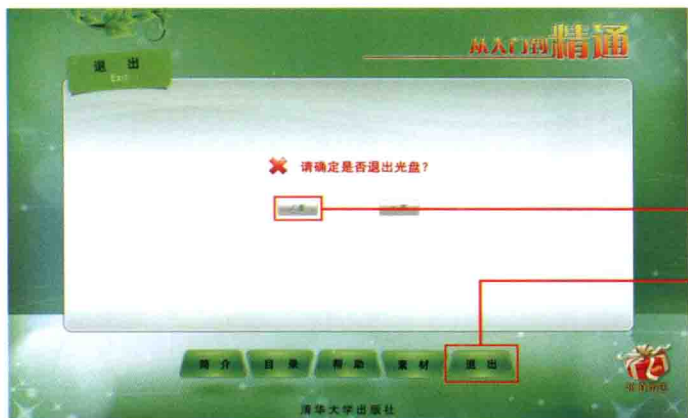 从入门到精通
退 出
Exit
请确定是否退出光盘?
简 介
目 录
帮 助
素 材
退 出
清华大学出版社